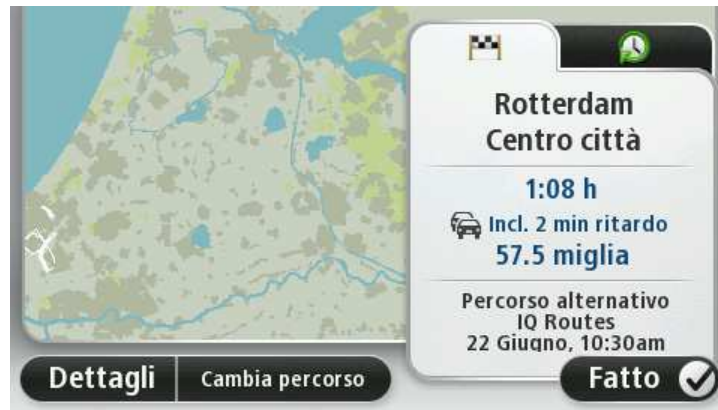 Rotterdam
Centro città
1:08 h
Incl. 2 min ritardo
57.5 miglia
Percorso alternativo
IQ Routes
22 Giugno, 10:30am
Dettagli
Cambia percorso
Fatto